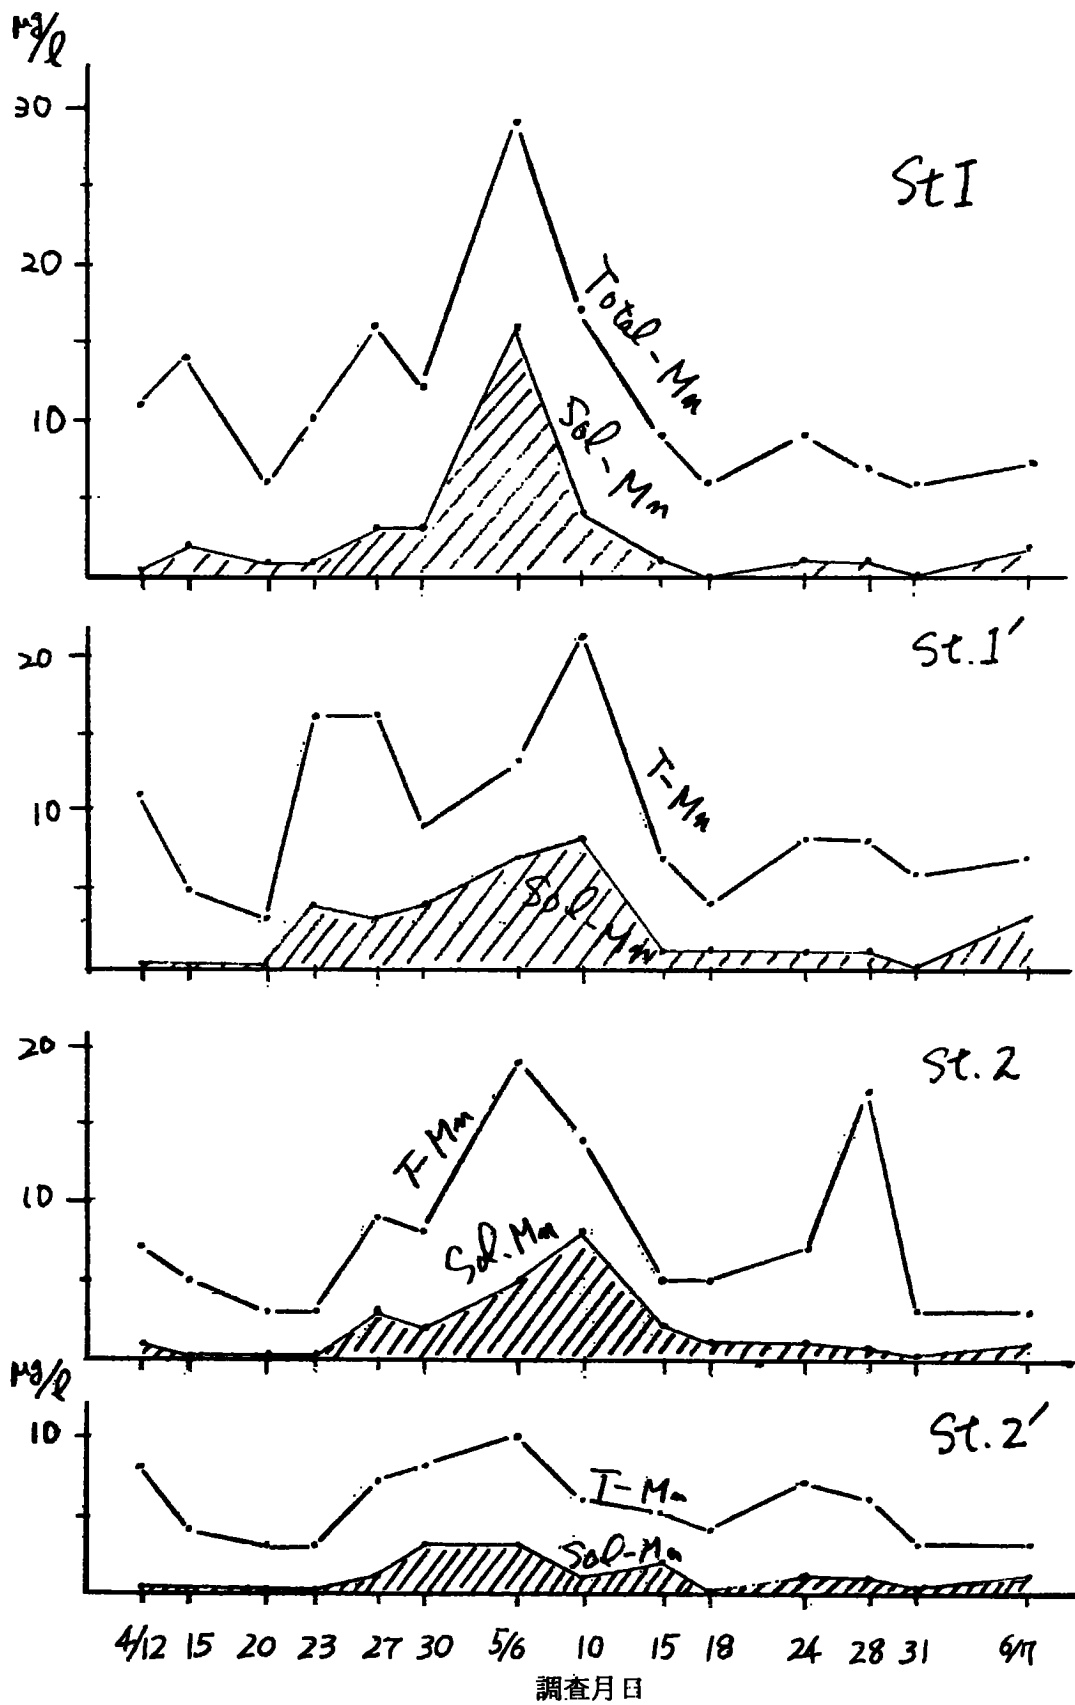 μg/l
30
St I
20
Total-Mn
10
Sol-Mn
St. I′
20
T-Mn
10
Sol-Mn
St. 2
20
T-Mn
10
Sol-Mn
μg/l
St. 2′
10
T-Mn
Sol-Mn
4/12 15 20 23 27 30 5/6 10 15 18 24 28 31 6/17
調査月日